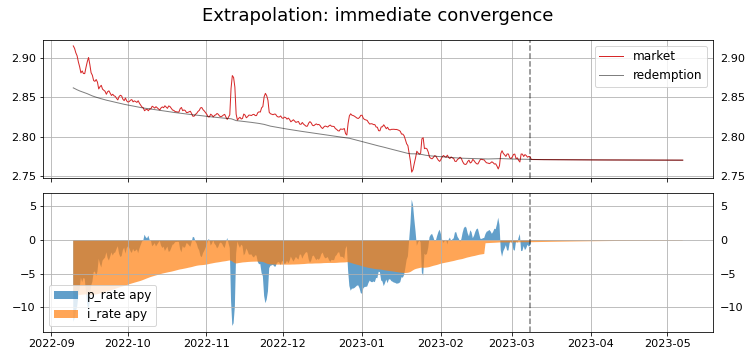 Extrapolation: immediate convergence
2.90 2.90
2.85 2.85
2.80 2.80
2.75 2.75
market
redemption
5 5
0 0
−5 −5
−10 −10
p_rate apy
i_rate apy
2022-09 2022-10 2022-11 2022-12 2023-01 2023-02 2023-03 2023-04 2023-05